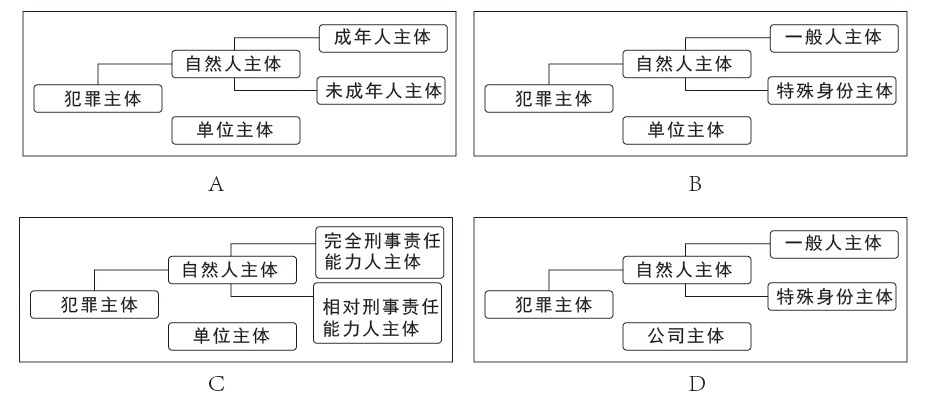 成年人主体
自然人主体
未成年人主体
犯罪主体
单位主体
A
一般人主体
自然人主体
特殊身份主体
犯罪主体
单位主体
B
完全刑事责任
能力人主体
自然人主体
相对刑事责任
能力人主体
犯罪主体
单位主体
C
一般人主体
自然人主体
特殊身份主体
犯罪主体
公司主体
D